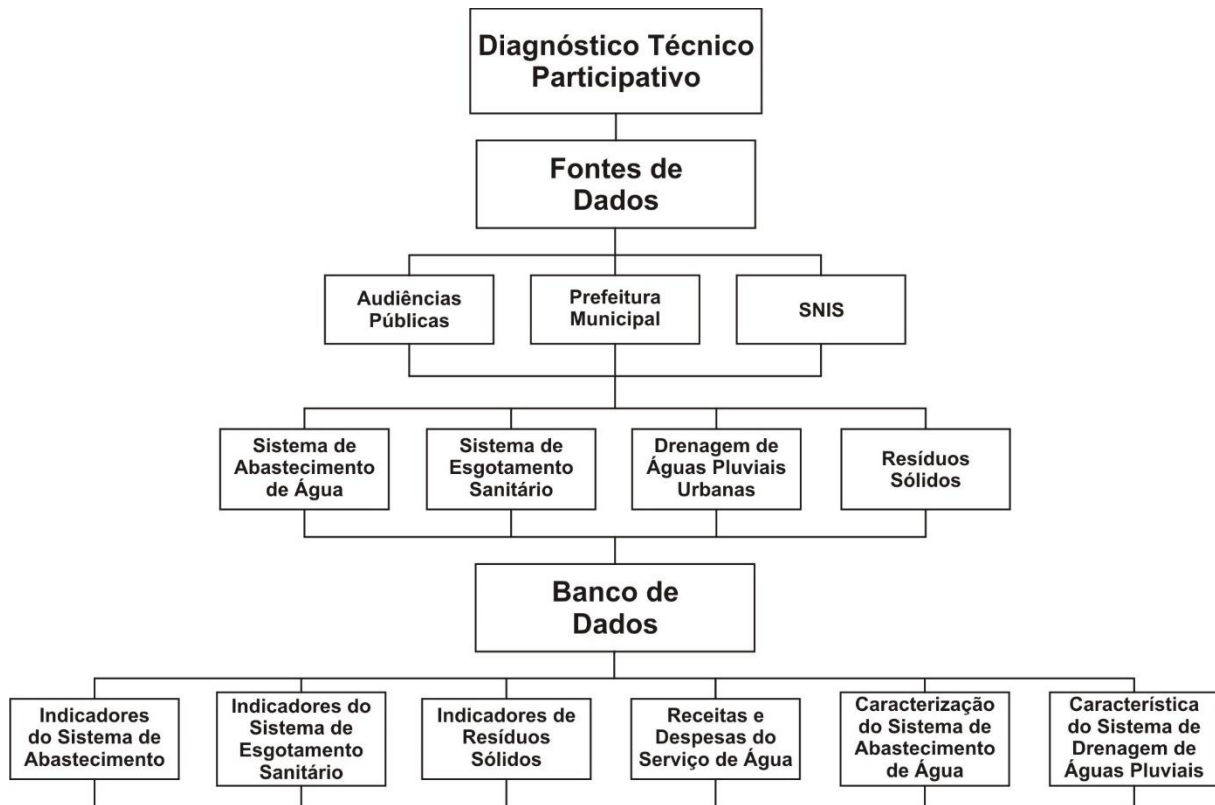 Diagnóstico Técnico
Participativo
Fontes de
Dados
Audiências
Públicas
Prefeitura
Municipal
SNIS
Sistema de
Abastecimento
de Água
Sistema de
Esgotamento
Sanitário
Drenagem de
Águas Pluviais
Urbanas
Resíduos
Sólidos
Banco de
Dados
Indicadores
do Sistema de
Abastecimento
Indicadores do
Sistema de
Esgotamento
Sanitário
Indicadores de
Resíduos
Sólidos
Receitas e
Despesas do
Serviço de Água
Caracterização
do Sistema de
Abastecimento
de Água
Característica
do Sistema de
Drenagem de
Águas Pluviais